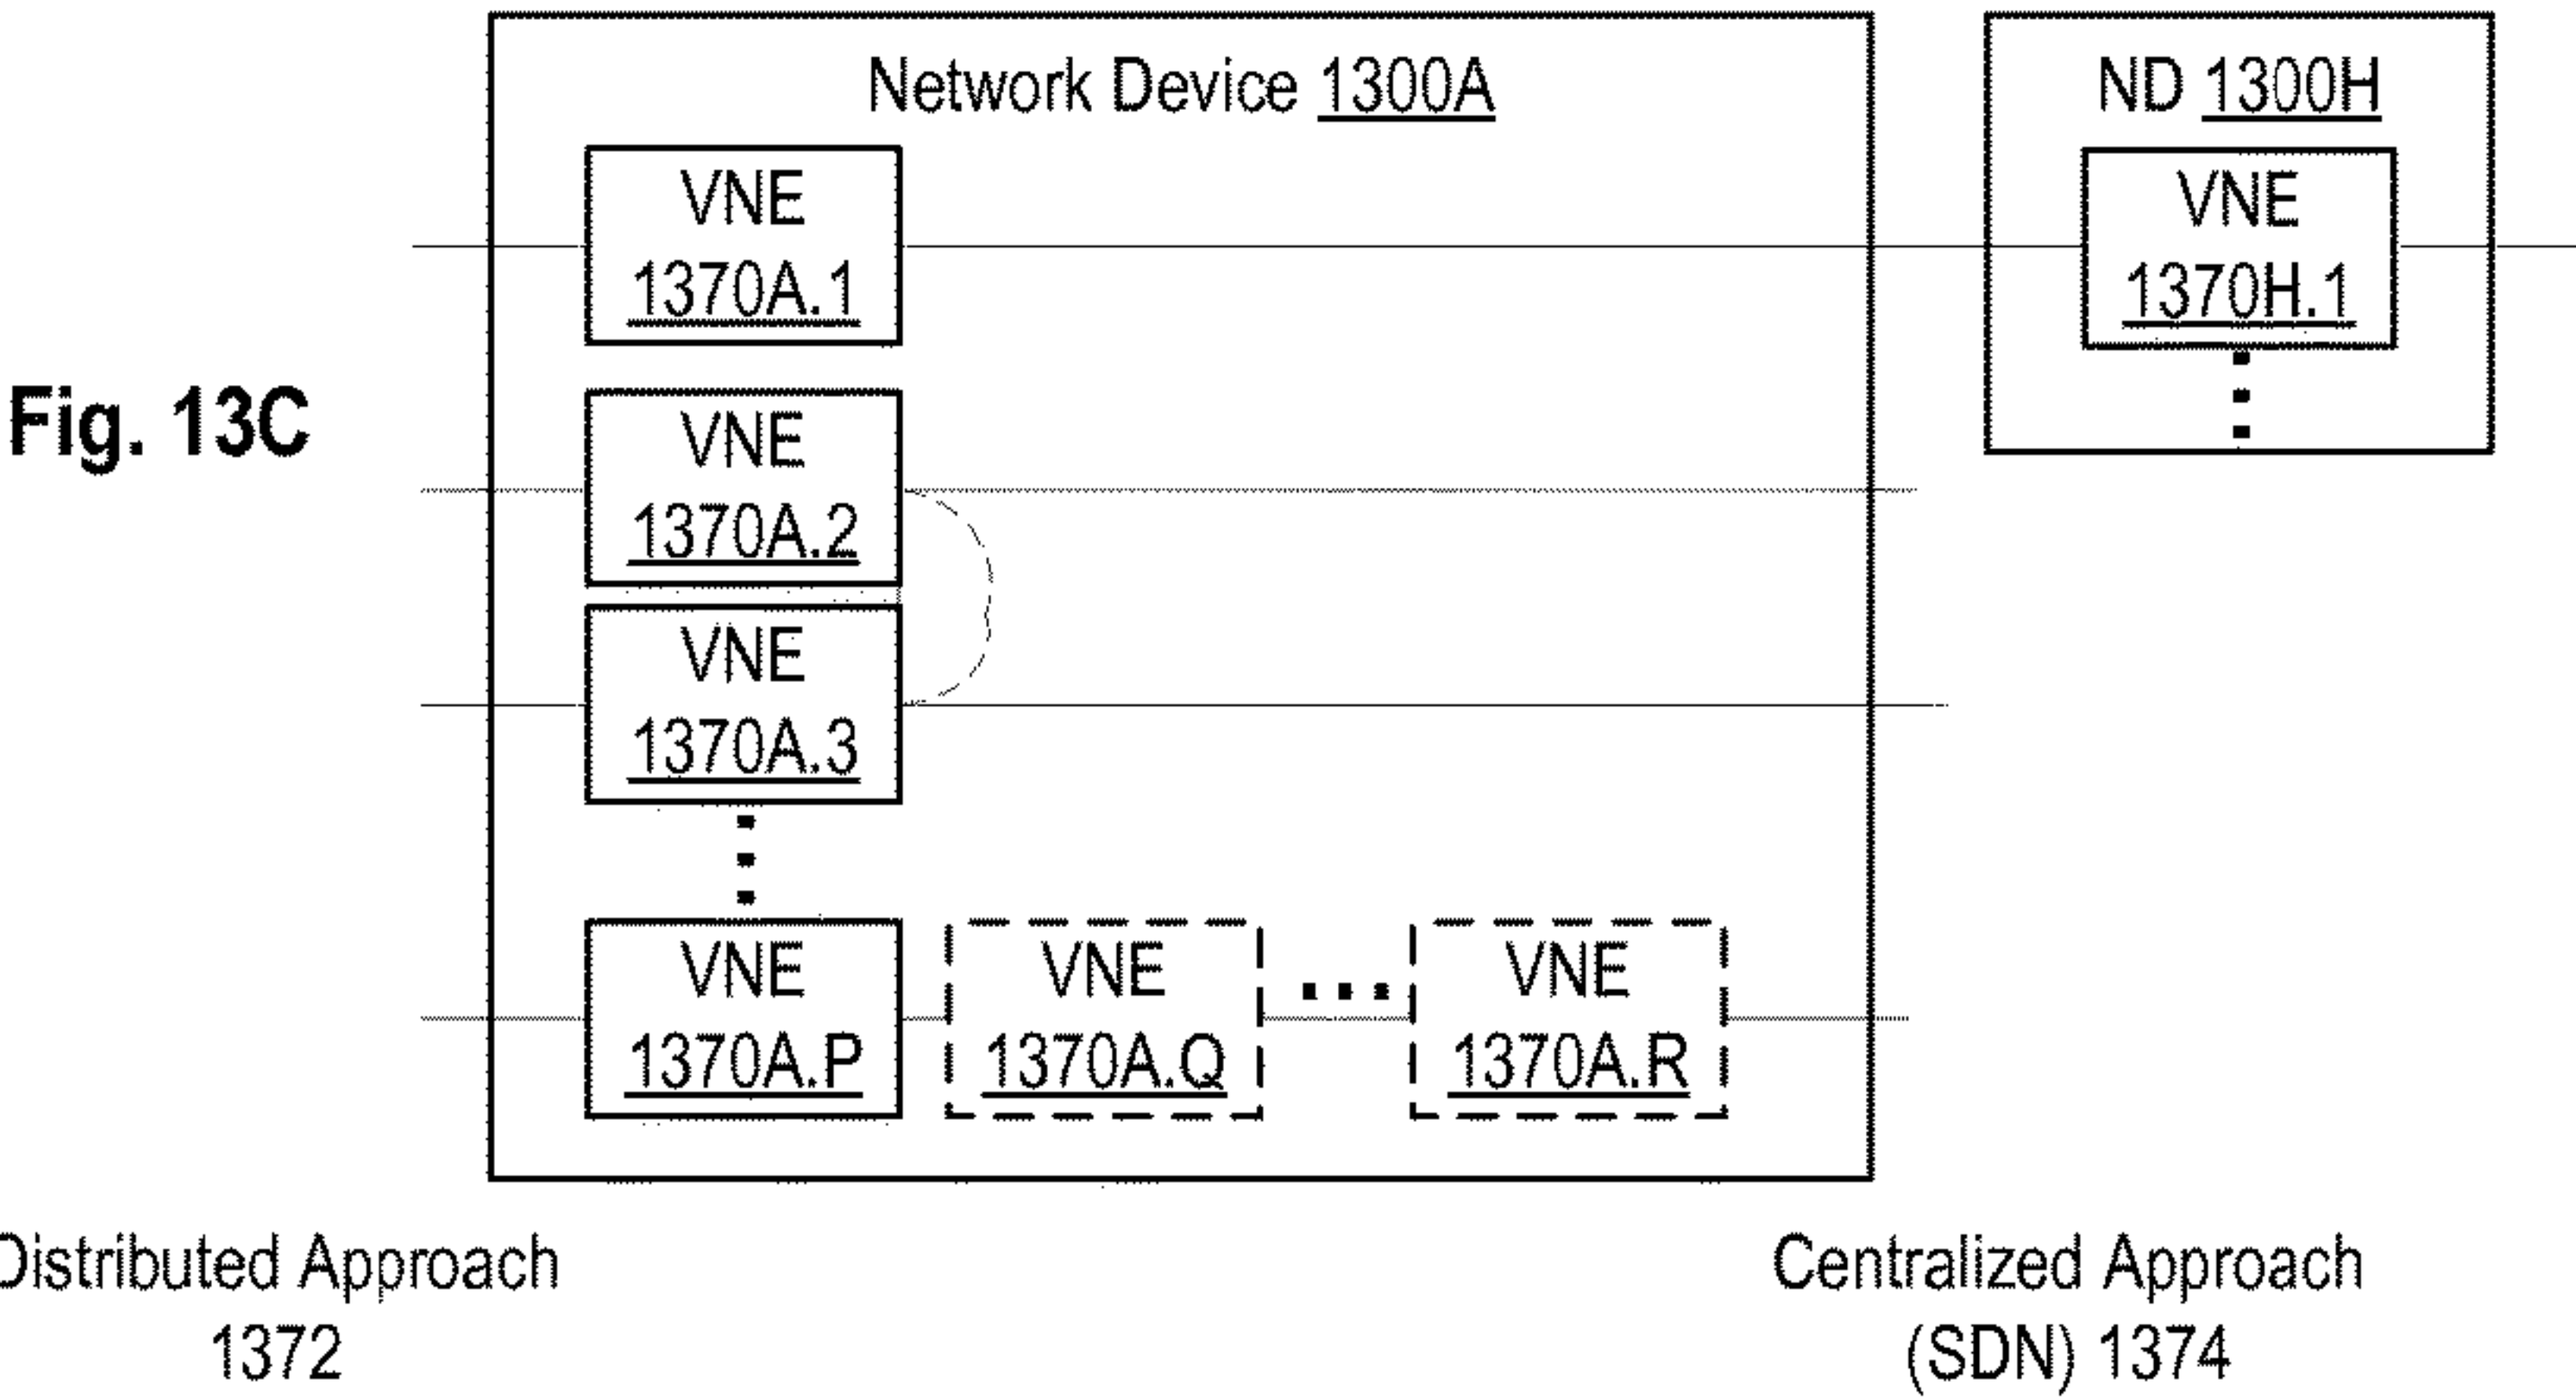 Network Device 1300A
ND 1300H
VNE
1370A.1
VNE
1370H.1
Fig. 13C
VNE
1370A.2
VNE
1370A.3
VNE
1370A.P
VNE
1370A.Q
VNE
1370A.R
Distributed Approach
1372
Centralized Approach
(SDN) 1374